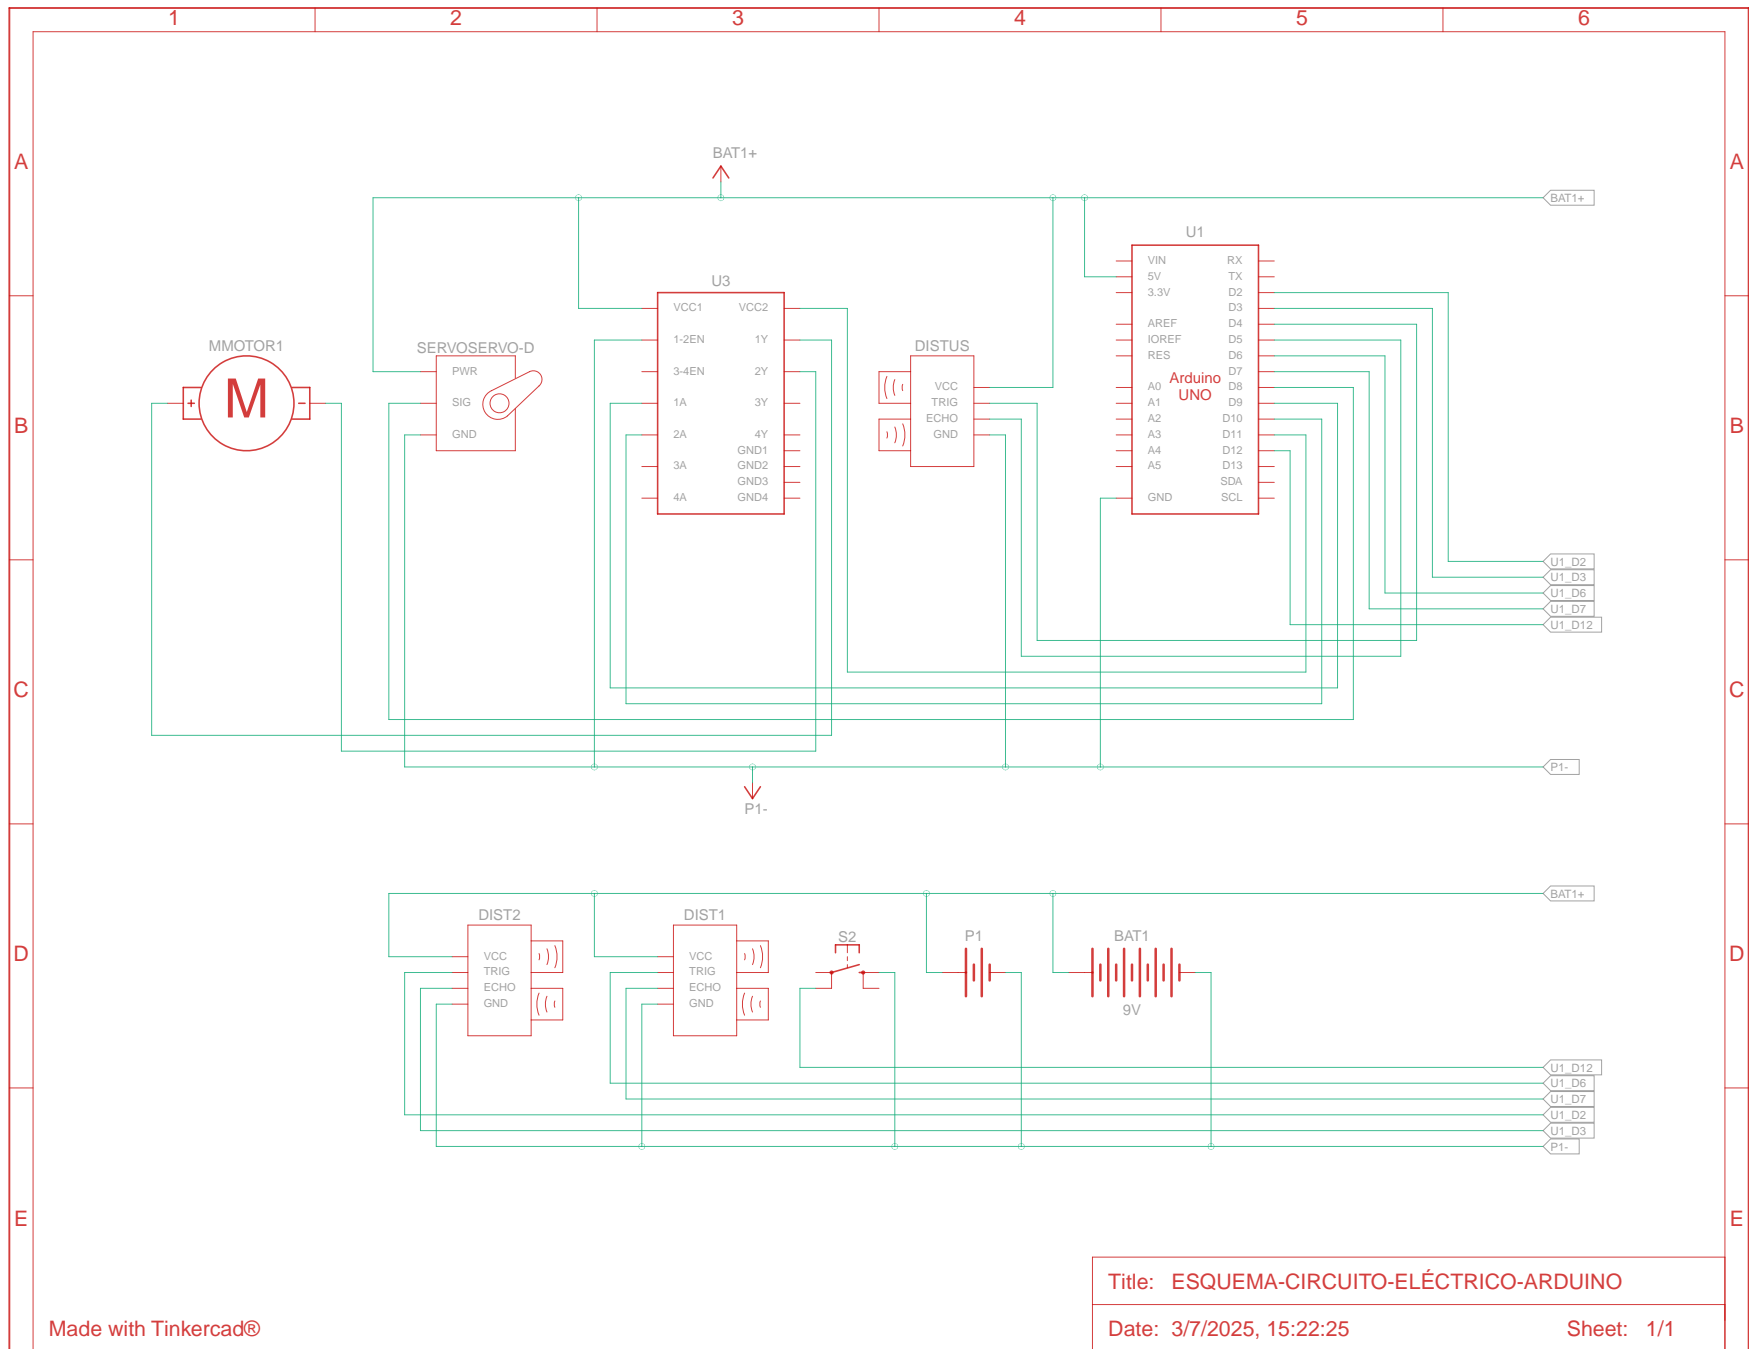 1 2 3 4 5 6
A A
BAT1+
BAT1+
U1
VIN RX
5V TX
3.3V D2
D3
AREF D4
IOREF D5
RES D6
D7
A0 D8
A1 D9
A2 D10
A3 D11
A4 D12
A5 D13
SDA
GND SCL
Arduino
UNO
U3
VCC1 VCC2
1-2EN 1Y
3-4EN 2Y
1A 3Y
2A 4Y
GND1
3A GND2
GND3
4A GND4
MMOTOR1
+ M -
SERVOSERVO-D
PWR
SIG
GND
DISTUS
VCC
TRIG
ECHO
GND
B B
U1_D2
U1_D3
U1_D6
U1_D7
U1_D12
C C
P1-
P1-
BAT1+
DIST2
VCC
TRIG
ECHO
GND
DIST1
VCC
TRIG
ECHO
GND
S2
P1
BAT1
9V
D D
U1_D12
U1_D6
U1_D7
U1_D2
U1_D3
P1-
E E
Title: ESQUEMA-CIRCUITO-ELÉCTRICO-ARDUINO
Made with Tinkercad®
Date: 3/7/2025, 15:22:25 Sheet: 1/1